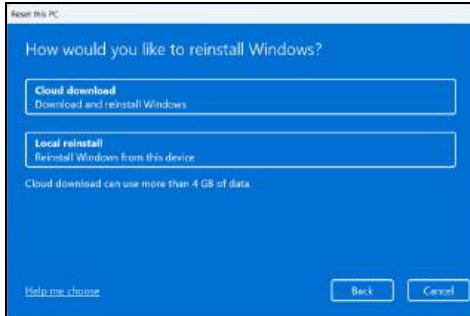 Reset this PC
How would you like to reinstall Windows?
Cloud download
Download and reinstall Windows
Local reinstall
Reinstall Windows from this device
Cloud download can use more than 4 GB of data.
Help me choose
Back
Cancel